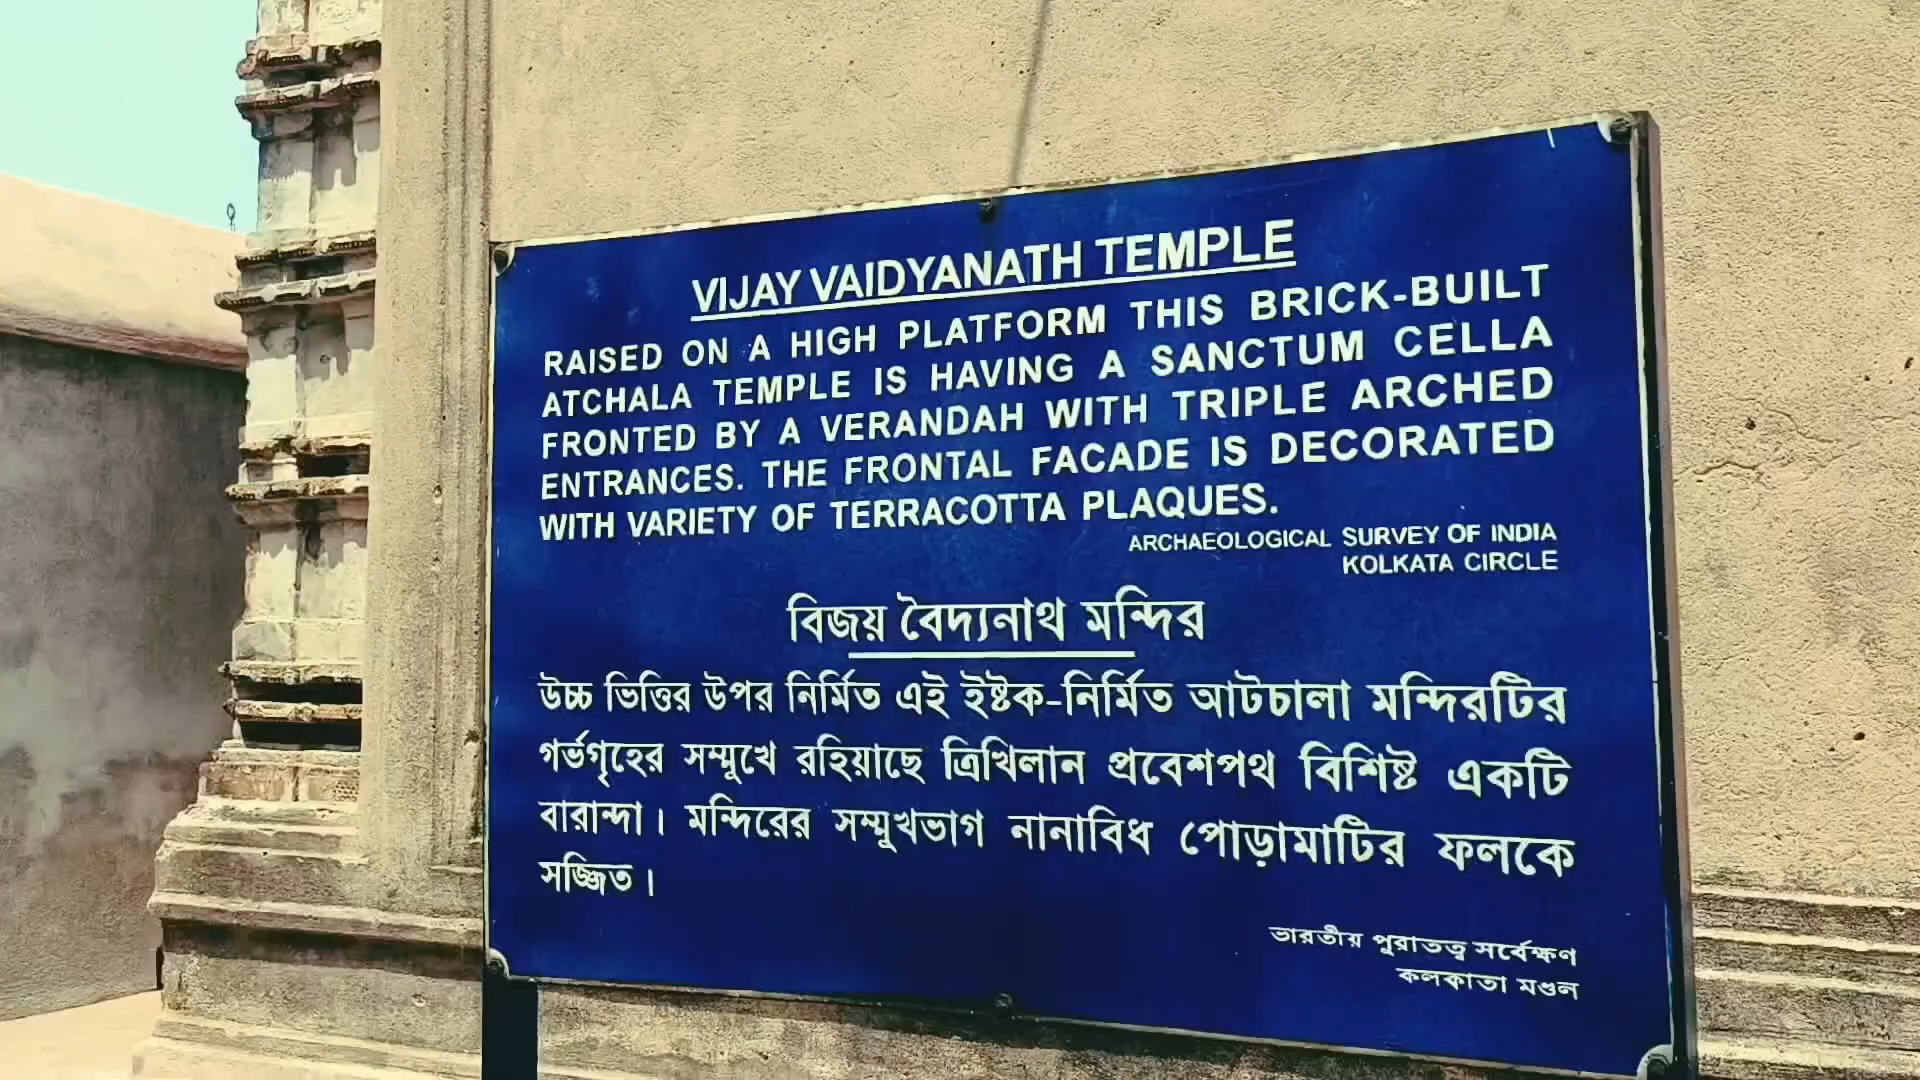 VIJAY VAIDYANATH TEMPLE
RAISED ON A HIGH PLATFORM THIS BRICK-BUILT
ATCHALA TEMPLE IS HAVING A SANCTUM CELLA
FRONTED BY A VERANDAH WITH TRIPLE ARCHED
ENTRANCES. THE FRONTAL FACADE IS DECORATED
WITH VARIETY OF TERRACOTTA PLAQUES.
ARCHAEOLOGICAL SURVEY OF INDIA
KOLKATA CIRCLE
বিজয় বৈদ্যনাথ মন্দির
উচ্চ ভিত্তির উপর নির্মিত এই ইষ্টক-নির্মিত আটচালা মন্দিরটির
গর্ভগৃহের সম্মুখে রহিয়াছে ত্রিখিলান প্রবেশপথ বিশিষ্ট একটি
বারান্দা। মন্দিরের সম্মুখভাগ নানাবিধ পোড়ামাটির ফলকে
সজ্জিত।
ভারতীয় পুরাতত্ত্ব সর্বেক্ষণ
কলকাতা মণ্ডল